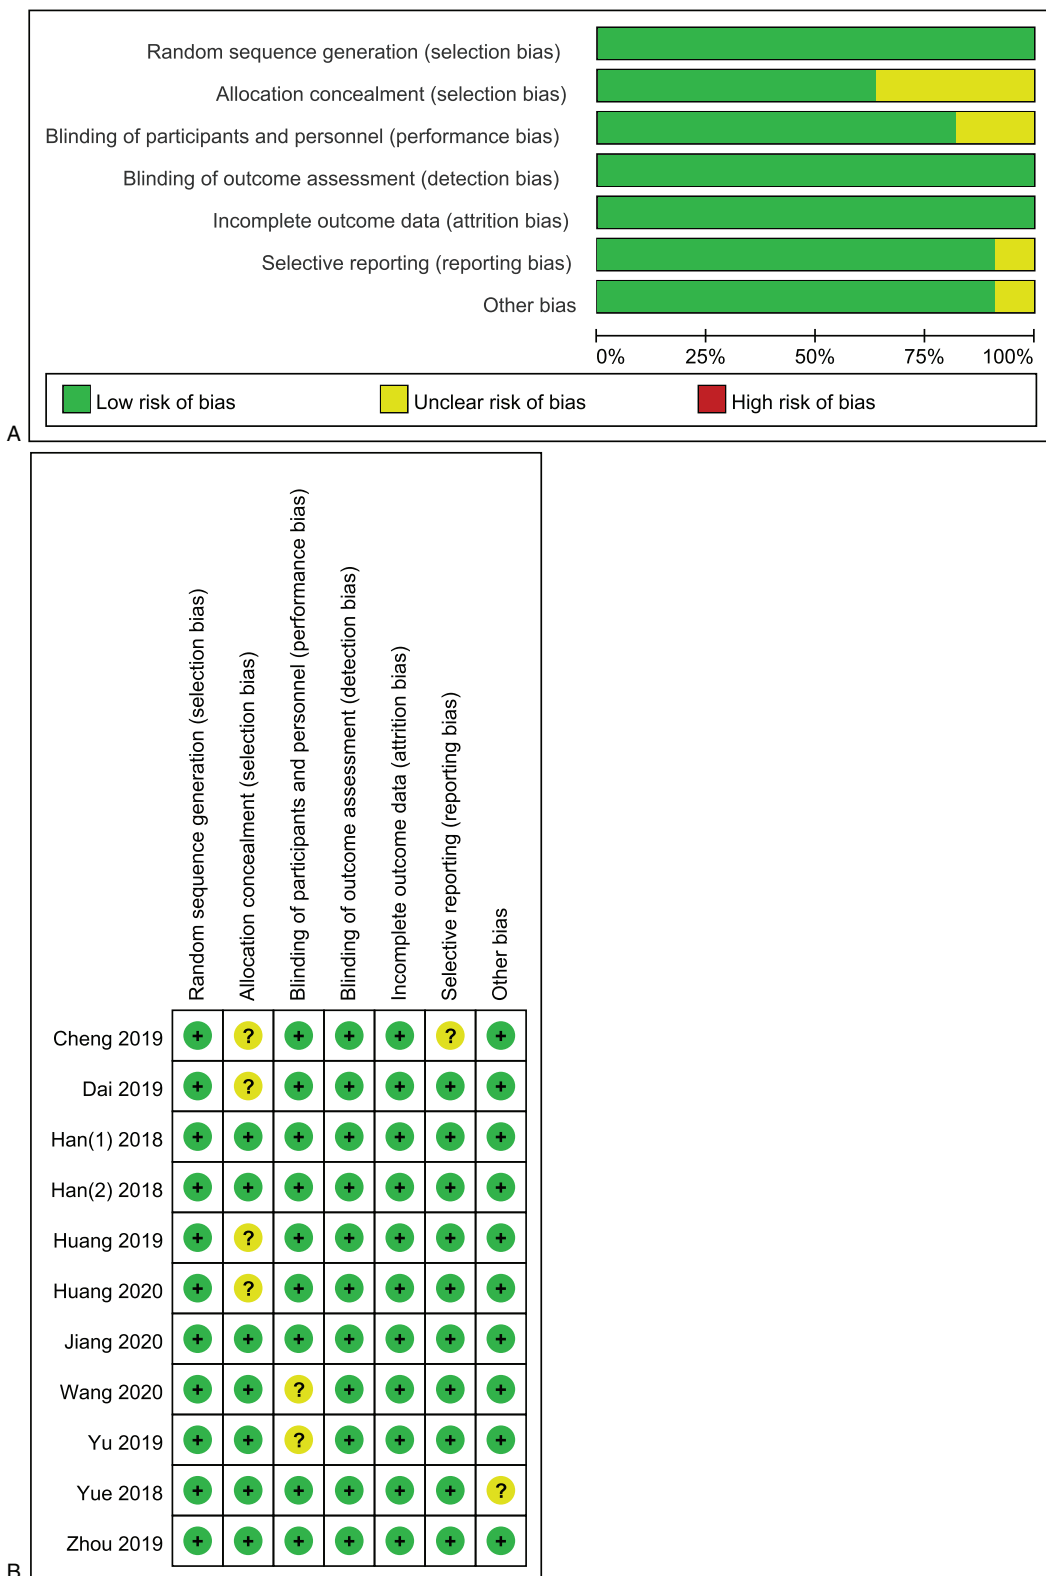 Random sequence generation (selection bias)
Allocation concealment (selection bias)
Blinding of participants and personnel (performance bias)
Blinding of outcome assessment (detection bias)
Incomplete outcome data (attrition bias)
Selective reporting (reporting bias)
Other bias
0% 25% 50% 75% 100%
Low risk of bias Unclear risk of bias High risk of bias
A
Random sequence generation (selection bias)
Allocation concealment (selection bias)
Blinding of participants and personnel (performance bias)
Blinding of outcome assessment (detection bias)
Incomplete outcome data (attrition bias)
Selective reporting (reporting bias)
Other bias
Cheng 2019 + ? + + + ? +
Dai 2019 + ? + + + + +
Han(1) 2018 + + + + + + +
Han(2) 2018 + + + + + + +
Huang 2019 + ? + + + + +
Huang 2020 + ? + + + + +
Jiang 2020 + + + + + + +
Wang 2020 + + ? + + + +
Yu 2019 + + ? + + + +
Yue 2018 + + + + + + ?
Zhou 2019 + + + + + + +
B